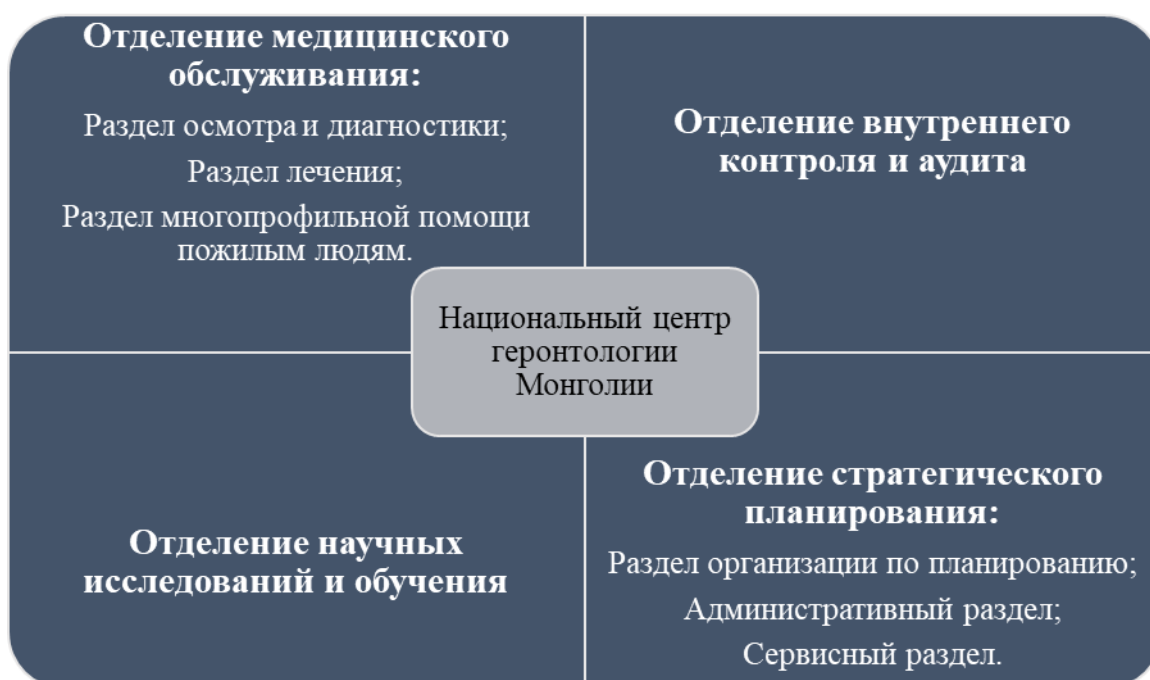 Отделение медицинского
обслуживания:
Раздел осмотра и диагностики;
Раздел лечения;
Раздел многопрофильной помощи
пожилым людям.
Отделение внутреннего
контроля и аудита
Национальный центр
геронтологии
Монголии
Отделение научных
исследований и обучения
Отделение стратегического
планирования:
Раздел организации по планированию;
Административный раздел;
Сервисный раздел.